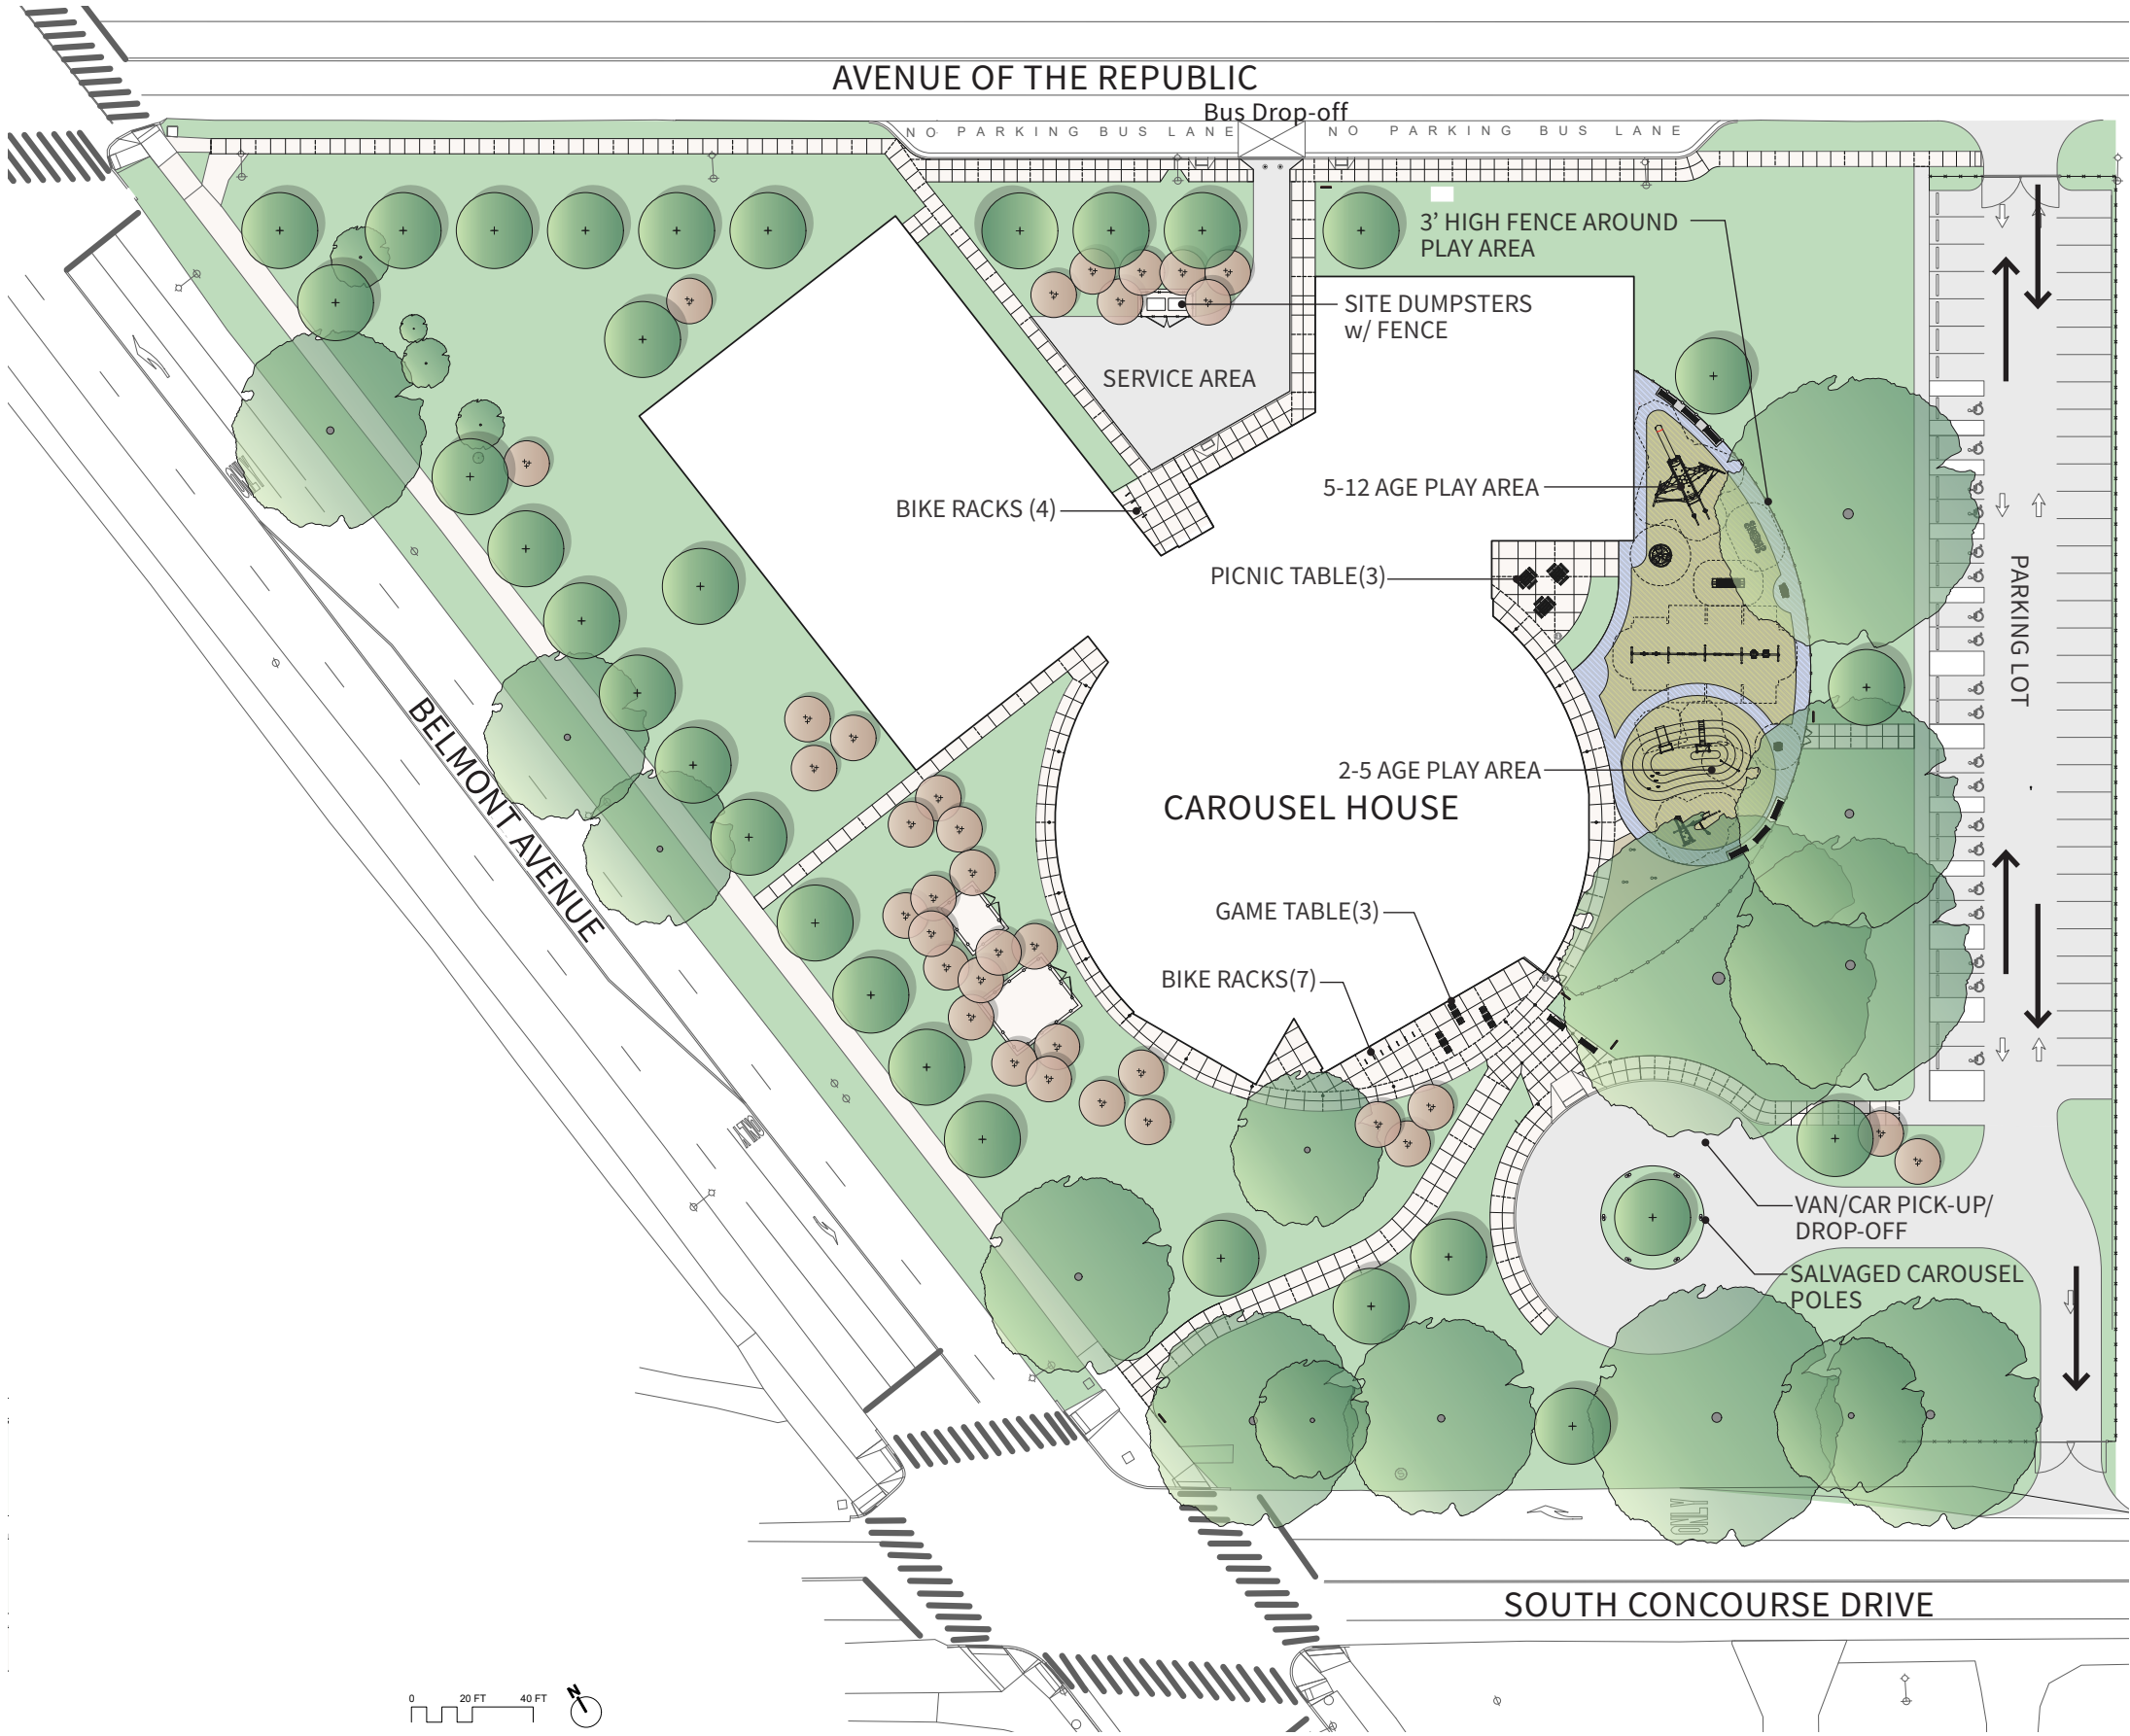 AVENUE OF THE REPUBLIC
Bus Drop-off
NO PARKING BUS LANE
NO PARKING BUS LANE
3’ HIGH FENCE AROUND
PLAY AREA
SITE DUMPSTERS
w/ FENCE
SERVICE AREA
5-12 AGE PLAY AREA
BIKE RACKS (4)
PICNIC TABLE(3)
PARKING LOT
BELMONT AVENUE
2-5 AGE PLAY AREA
CAROUSEL HOUSE
GAME TABLE(3)
BIKE RACKS(7)
ONLY
VAN/CAR PICK-UP/
DROP-OFF
SALVAGED CAROUSEL
POLES
ONLY
SOUTH CONCOURSE DRIVE
0 20 FT 40 FT
N